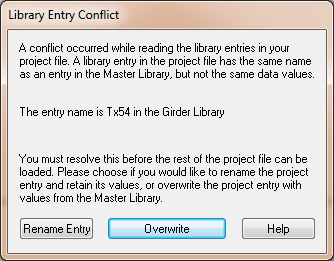 Library Entry Conflict
A conflict occurred while reading the library entries in your
project file. A library entry in the project file has the same name
as an entry in the Master Library, but not the same data values.
The entry name is Tx54 in the Girder Library
You must resolve this before the rest of the project file can be
loaded. Please choose if you would like to rename the project
entry and retain its values, or overwrite the project entry with
values from the Master Library.
Rename Entry Overwrite Help